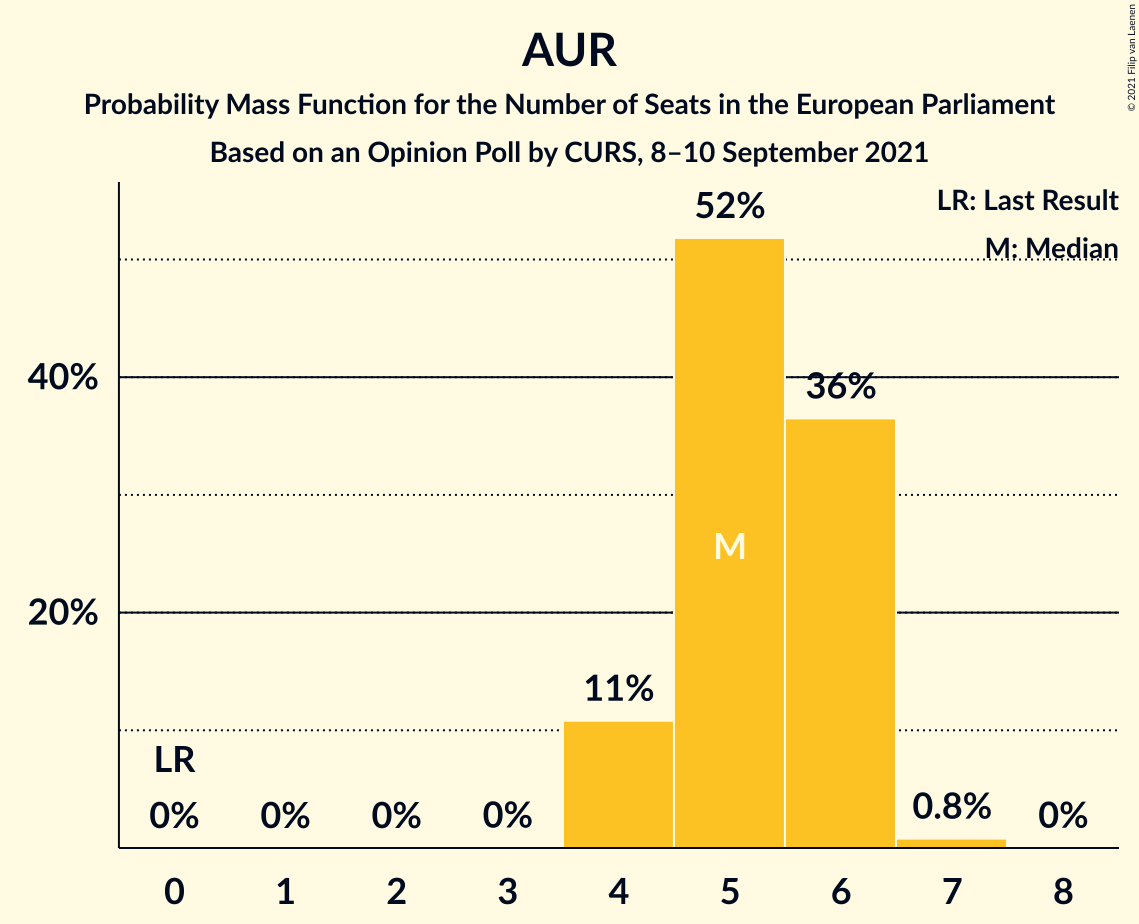 AUR
Probability Mass Function for the Number of Seats in the European Parliament
Based on an Opinion Poll by CURS, 8–10 September 2021
© 2021 Filip van Laenen
LR: Last Result
M: Median
52%
40%
36%
M
20%
11%
LR
0%
0%
0%
0%
0.8%
0%
0
1
2
3
4
5
6
7
8